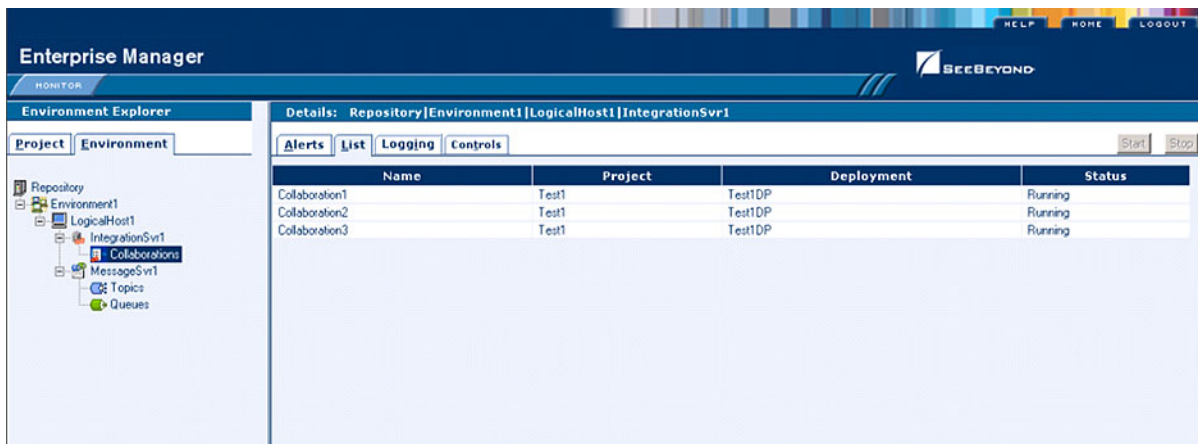 HELP HOME LOGOUT
Enterprise Manager
SEEBEYOND
MONITOR
Environment Explorer
Project Environment
Repository
Environment1
LogicalHost1
IntegrationSvr1
Collaborations
MessageSvr1
Topics
Queues
Details: Repository|Environment1|LogicalHost1|IntegrationSvr1
Alerts List Logging Controls Start Stop
Name Project Deployment Status
Collaboration1 Test1 Test1DP Running
Collaboration2 Test1 Test1DP Running
Collaboration3 Test1 Test1DP Running